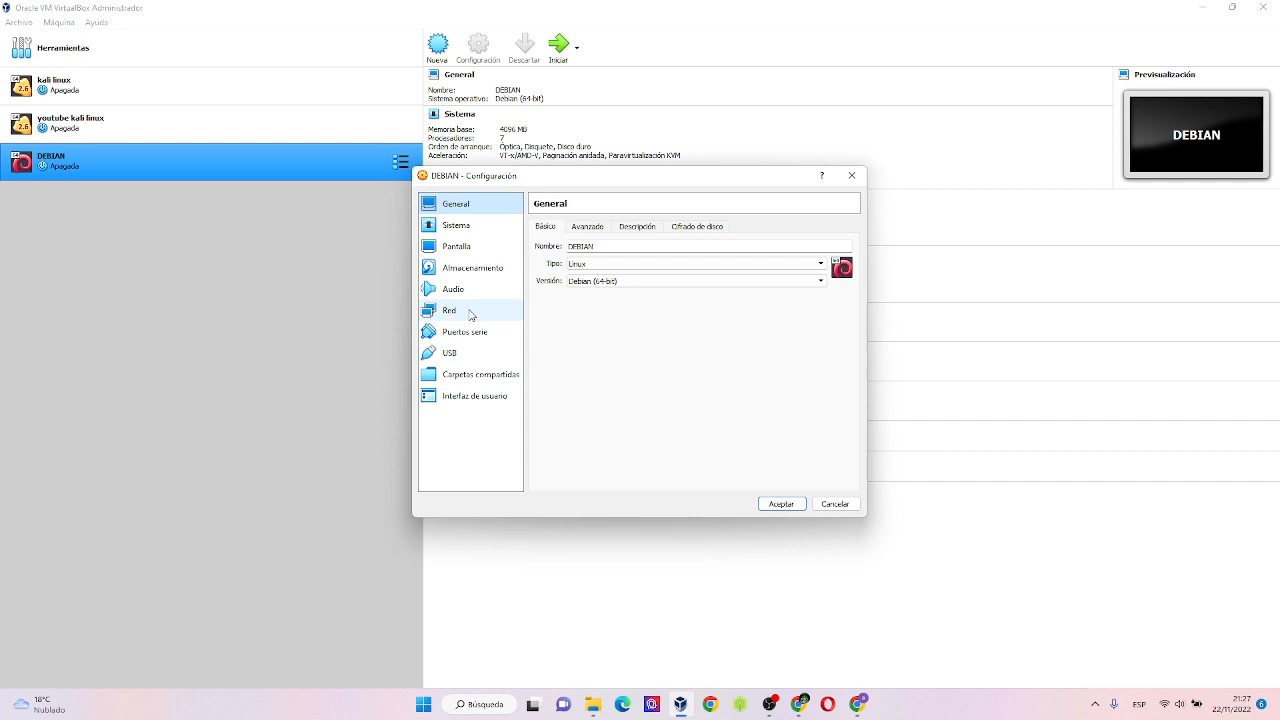 Oracle VM VirtualBox Administrador
Archivo Máquina Ayuda
Herramientas
kali linux
Apagada
youtube kali linux
Apagada
DEBIAN
Apagada
Nueva Configuración Descartar Iniciar
General
Nombre: DEBIAN
Sistema operativo: Debian (64-bit)
Sistema
Memoria base: 4096 MB
Procesadores: 7
Orden de arranque: Óptica, Disquete, Disco duro
Aceleración: VT-x/AMD-V, Paginación anidada, Paravirtualización KVM
Previsualización
DEBIAN
DEBIAN - Configuración
General
Sistema
Pantalla
Almacenamiento
Audio
Red
Puertos serie
USB
Carpetas compartidas
Interfaz de usuario
General
Básico Avanzado Descripción Cifrado de disco
Nombre: DEBIAN
Tipo: Linux
Versión: Debian (64-bit)
Aceptar Cancelar
18°C
Nublado
Búsqueda
ESP
21:27
22/11/2022
6